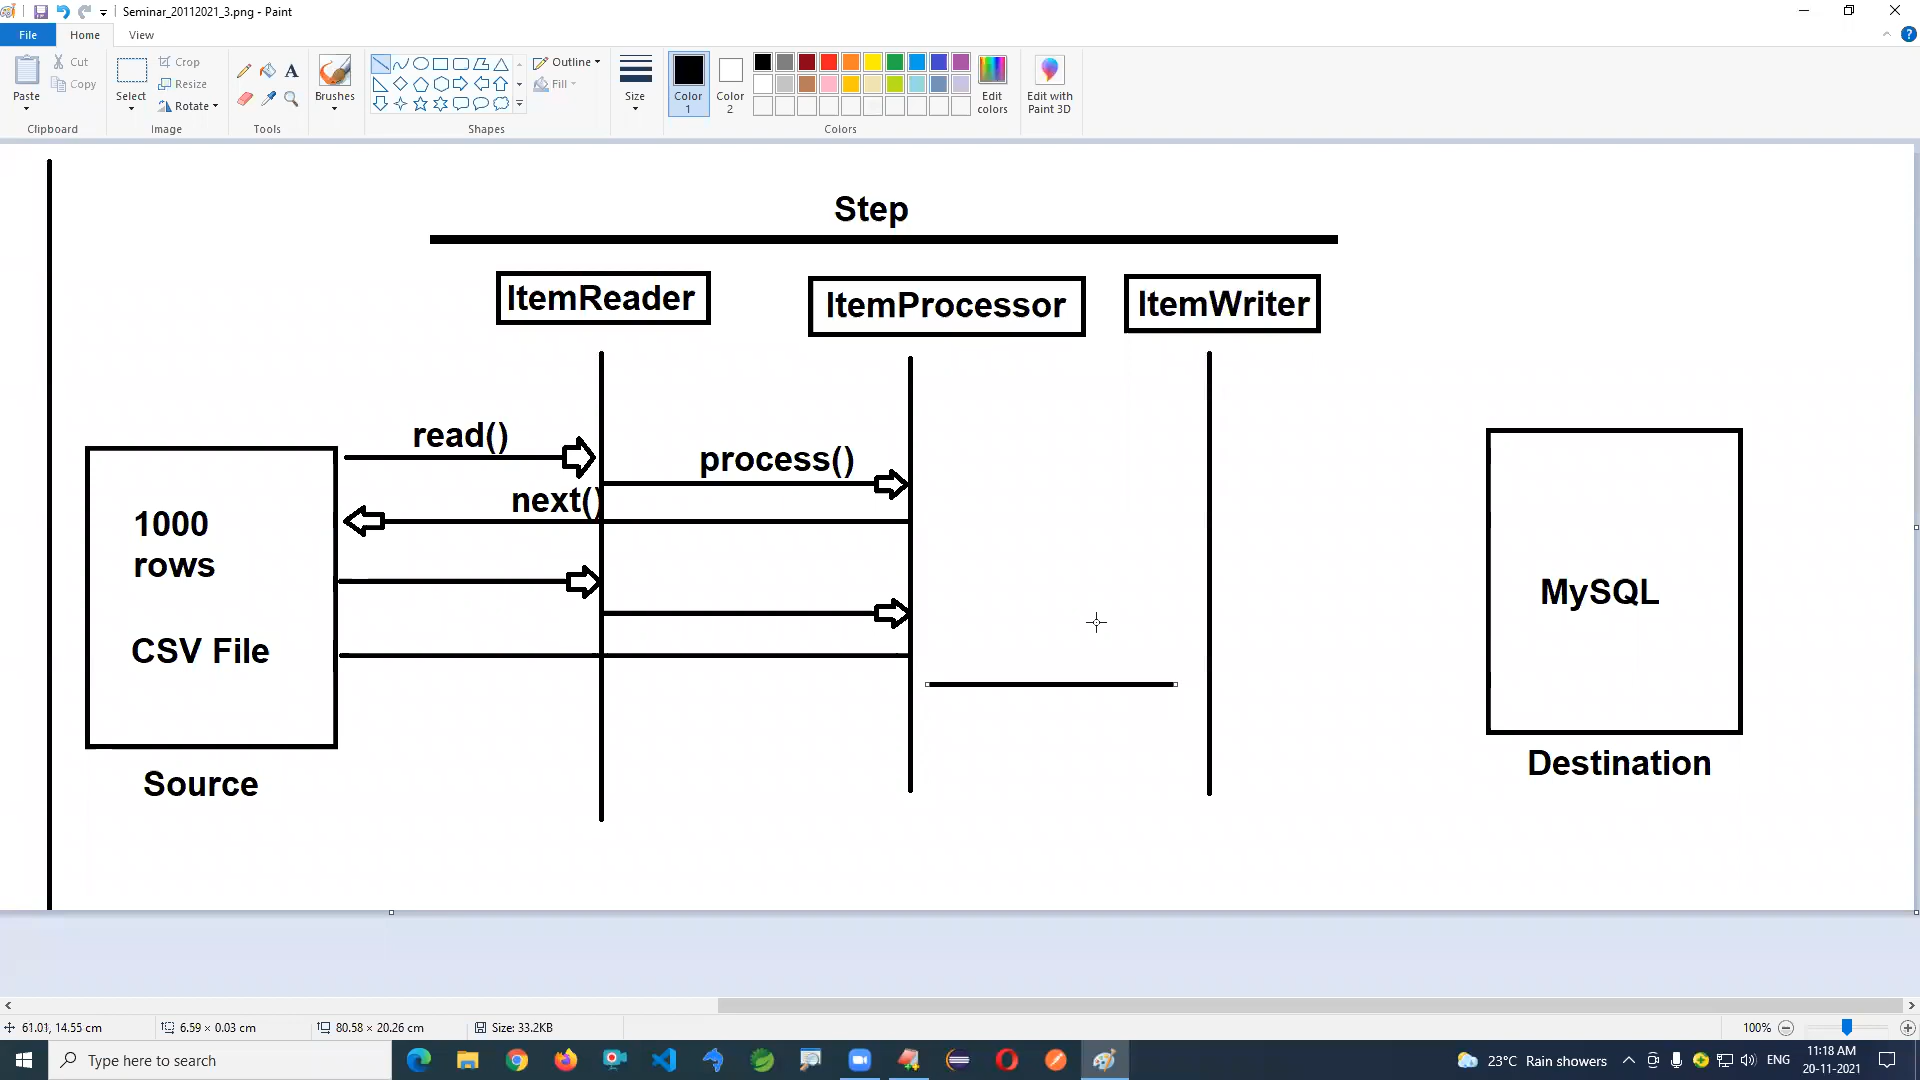 Seminar_20112021_3.png - Paint
File
Home
View
Paste
Cut
Copy
Clipboard
Select
Crop
Resize
Rotate
Image
A
Tools
Brushes
Shapes
Outline
Fill
Size
Color
1
Color
2
Colors
Edit
colors
Edit with
Paint 3D
Step
ItemReader
ItemProcessor
ItemWriter
read()
process()
next()
1000
rows
CSV File
Source
MySQL
Destination
61.01, 14.55 cm
6.59 × 0.03 cm
80.58 × 20.26 cm
Size: 33.2KB
100%
Type here to search
23°C Rain showers
ENG
11:18 AM
20-11-2021